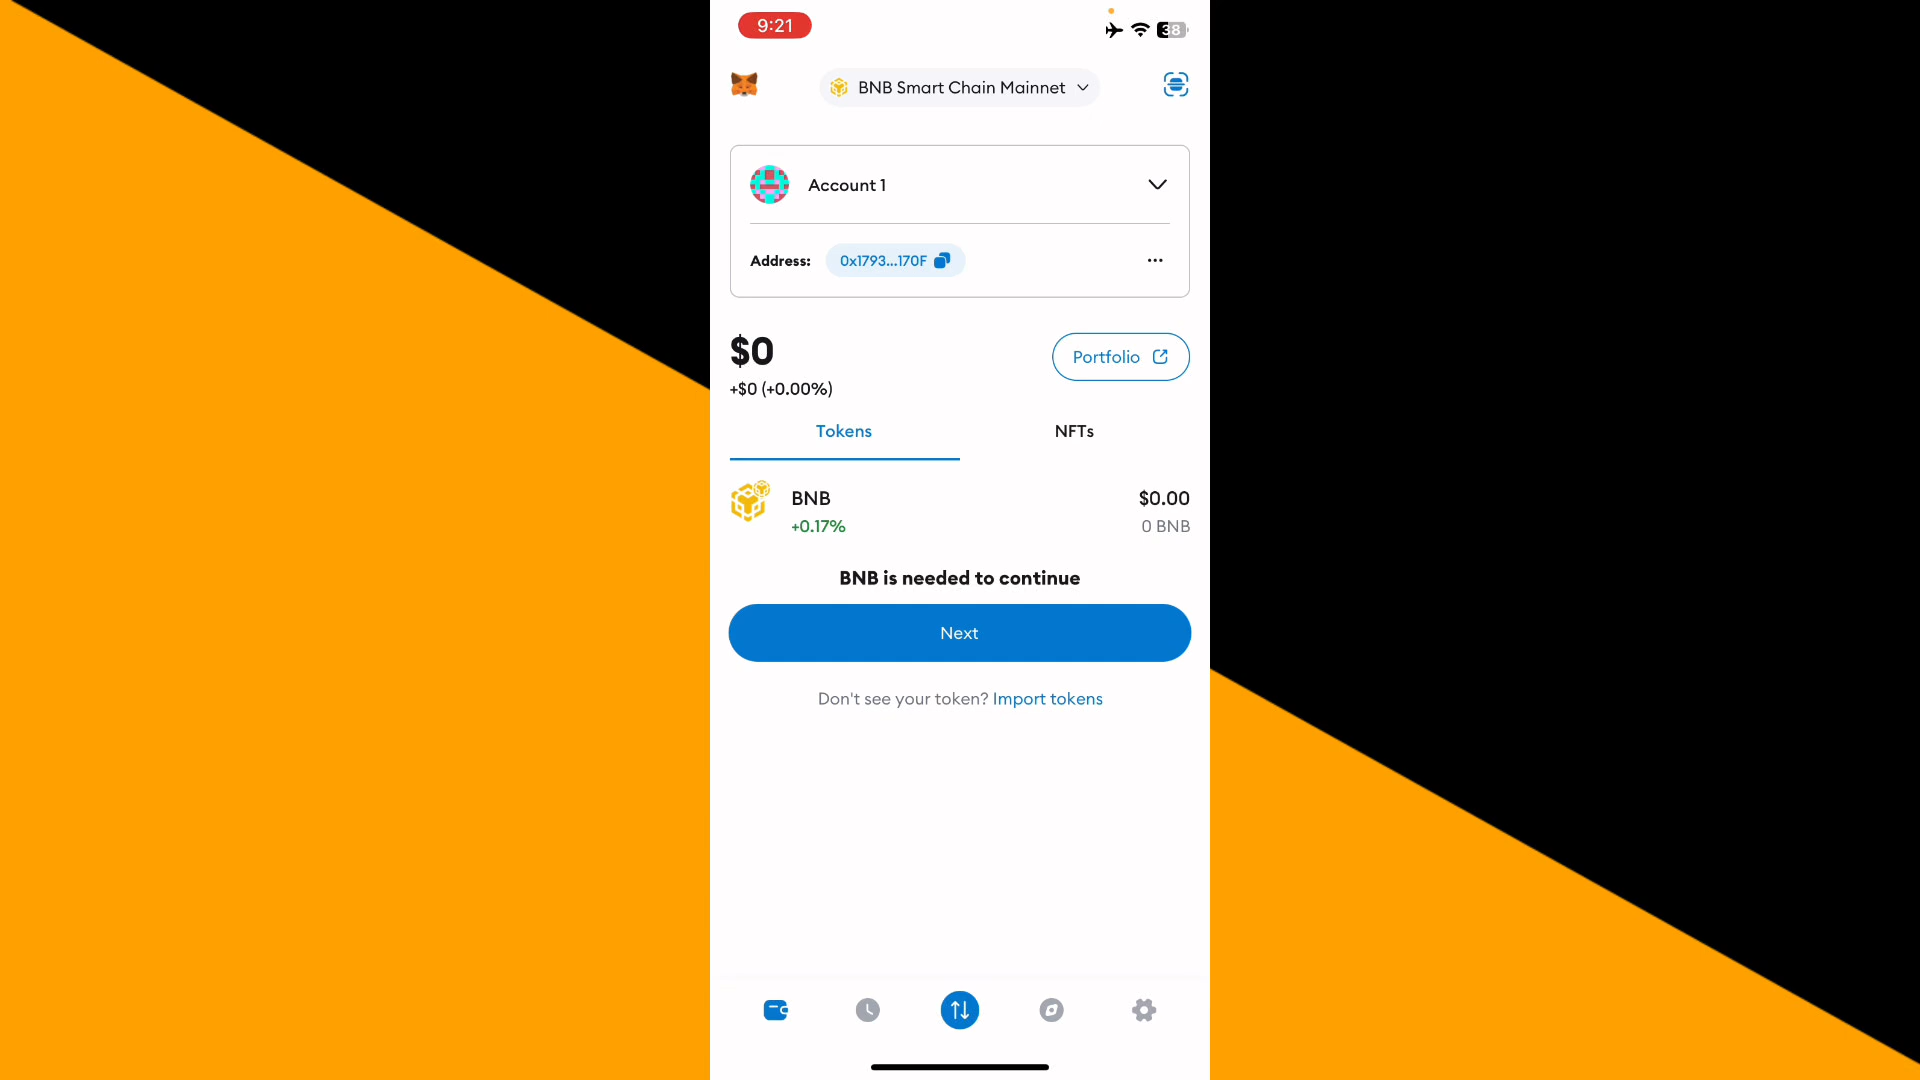 9:21
38
BNB Smart Chain Mainnet
Account 1
Address: 0x1793...170F
$0
Portfolio
+$0 (+0.00%)
Tokens NFTs
BNB $0.00
+0.17% 0 BNB
BNB is needed to continue
Next
Don't see your token? Import tokens